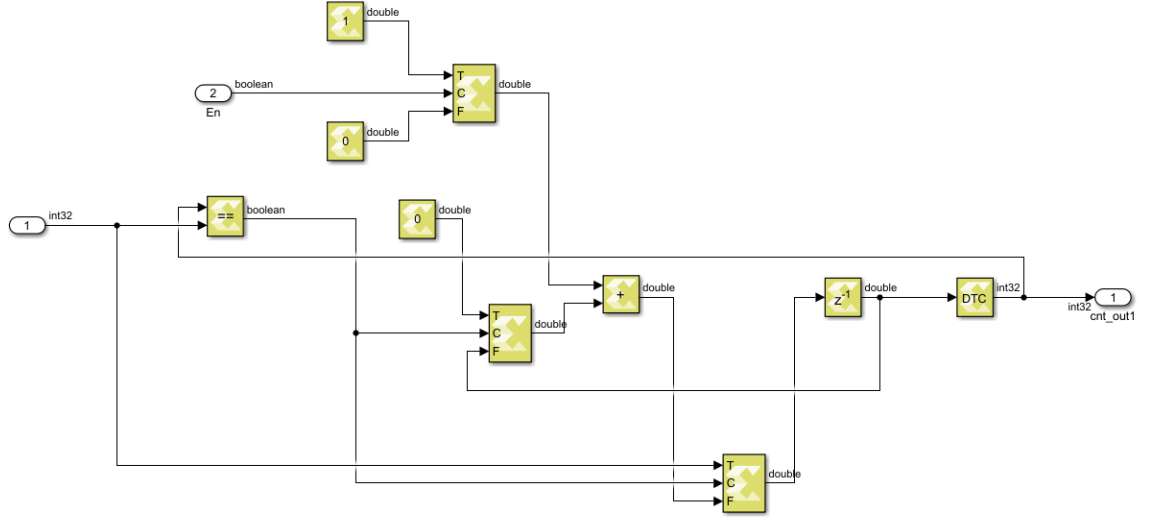 1
double
2
boolean
En
T
C
F
double
0
double
1
int32
==
boolean
0
double
T
C
F
double
+
double
z-1
double
DTC
int32
int32
1
cnt_out1
T
C
F
double